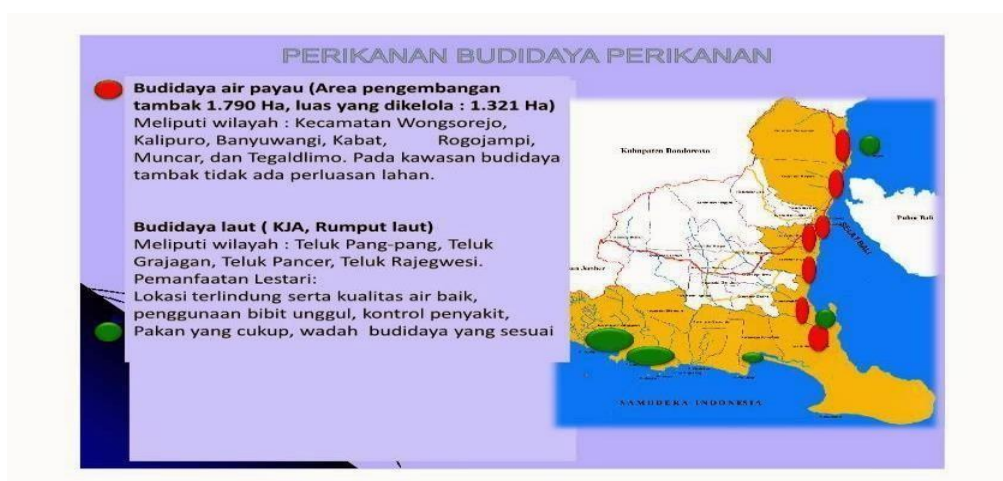 PERIKANAN BUDIDAYA PERIKANAN
Budidaya air payau (Area pengembangan
tambak 1.790 Ha, luas yang dikelola : 1.321 Ha)
Meliputi wilayah : Kecamatan Wongsorejo,
Kalipuro, Banyuwangi, Kabat, Rogojampi,
Muncar, dan Tegaldlimo. Pada kawasan budidaya
tambak tidak ada perluasan lahan.
Budidaya laut ( KJA, Rumput laut)
Meliputi wilayah : Teluk Pang-pang, Teluk
Grajagan, Teluk Pancer, Teluk Rajegwesi.
Pemanfaatan Lestari:
Lokasi terlindung serta kualitas air baik,
penggunaan bibit unggul, kontrol penyakit,
Pakan yang cukup, wadah budidaya yang sesuai
Kabupaten Bondowoso
Pulau Bali
SELAT BALI
Jember
SAMUDERA INDONESIA